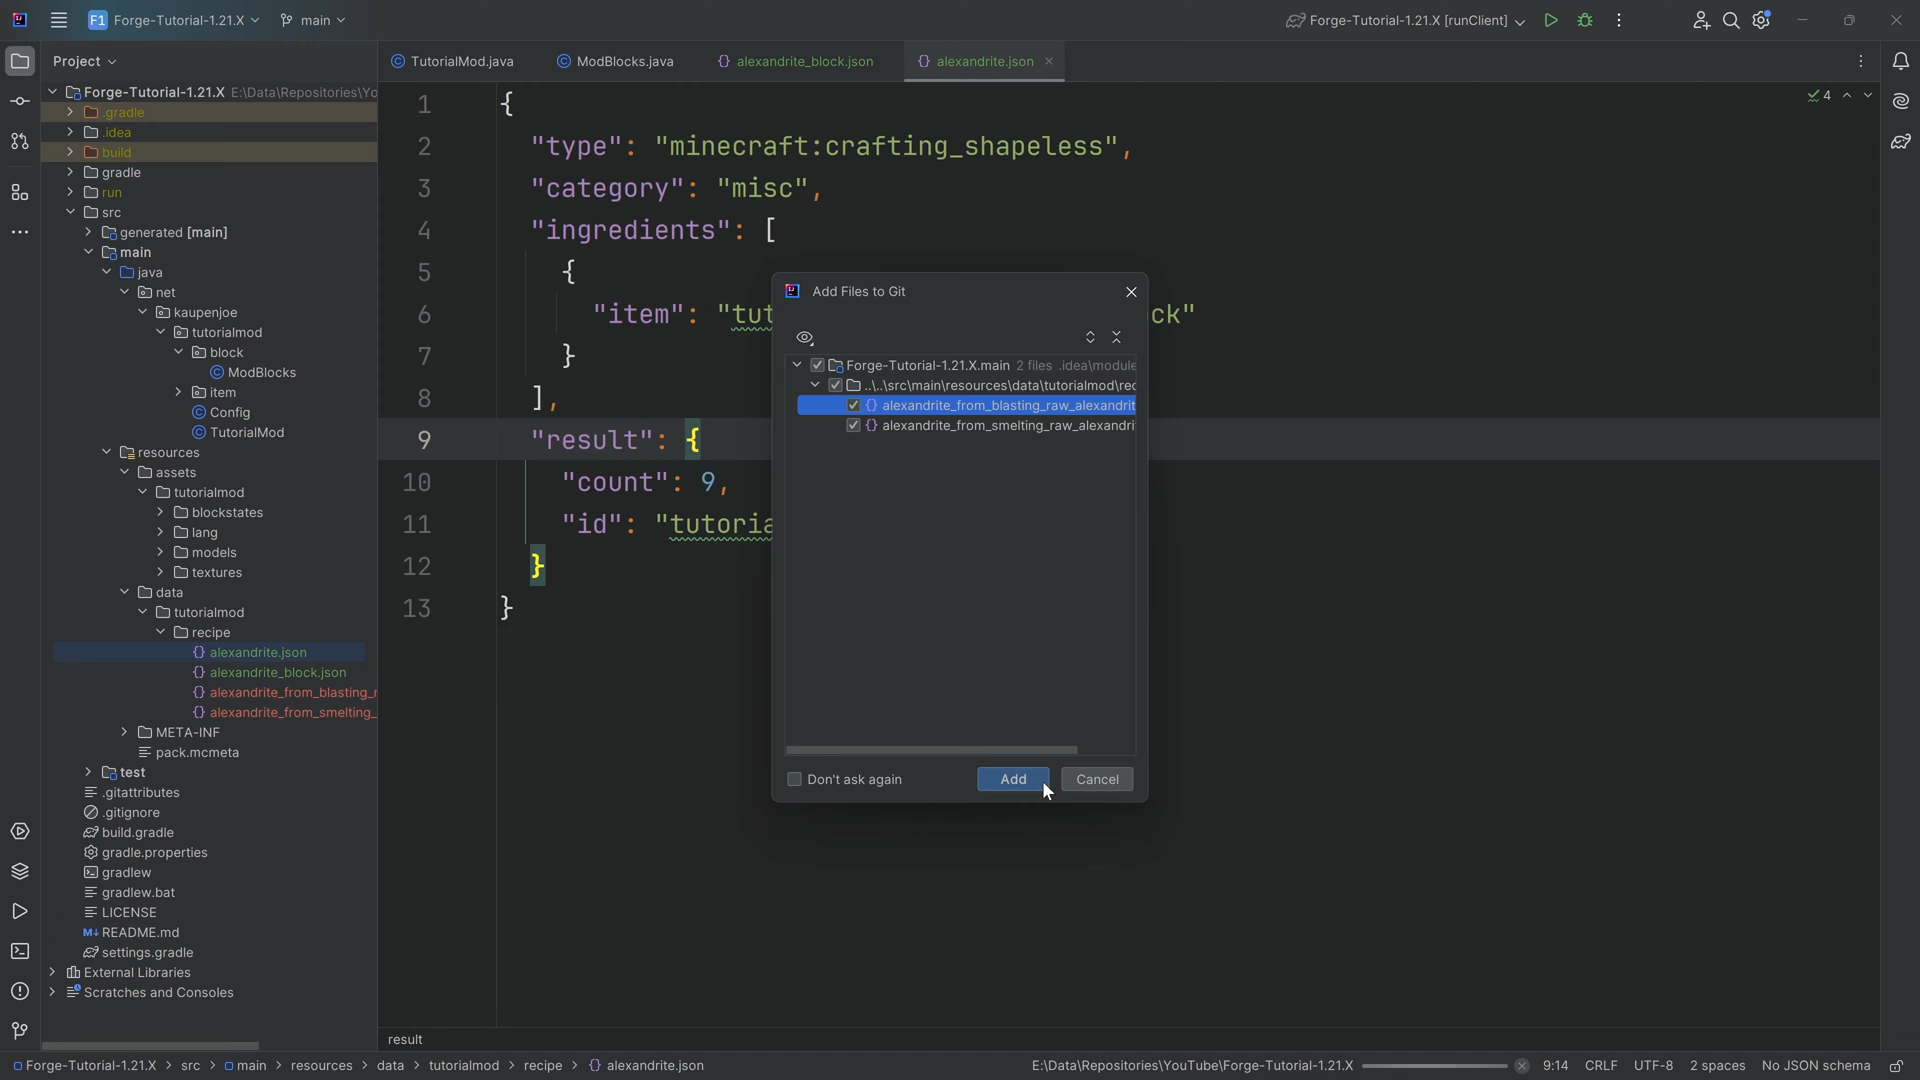 F1 Forge-Tutorial-1.21.X main Forge-Tutorial-1.21.X [runClient]
Project
TutorialMod.java ModBlocks.java alexandrite_block.json alexandrite.json
Forge-Tutorial-1.21.X E:\Data\Repositories\Yo
.gradle
.idea
build
gradle
run
src
generated [main]
main
java
net
kaupenjoe
tutorialmod
block
ModBlocks
item
Config
TutorialMod
resources
assets
tutorialmod
blockstates
lang
models
textures
data
tutorialmod
recipe
alexandrite.json
alexandrite_block.json
alexandrite_from_blasting_r
alexandrite_from_smelting_
META-INF
pack.mcmeta
test
.gitattributes
.gitignore
build.gradle
gradle.properties
gradlew
gradlew.bat
LICENSE
README.md
settings.gradle
External Libraries
Scratches and Consoles
4
1 {
2 "type": "minecraft:crafting_shapeless",
3 "category": "misc",
4 "ingredients": [
5 {
6 "item": "tut ck"
7 }
8 ],
9 "result": {
10 "count": 9,
11 "id": "tutoria
12 }
13 }
Add Files to Git
Forge-Tutorial-1.21.X.main 2 files .idea\module
..\..\src\main\resources\data\tutorialmod\rec
alexandrite_from_blasting_raw_alexandrit
alexandrite_from_smelting_raw_alexandri
Don't ask again Add Cancel
result
Forge-Tutorial-1.21.X > src > main > resources > data > tutorialmod > recipe > {} alexandrite.json E:\Data\Repositories\YouTube\Forge-Tutorial-1.21.X 9:14 CRLF UTF-8 2 spaces No JSON schema